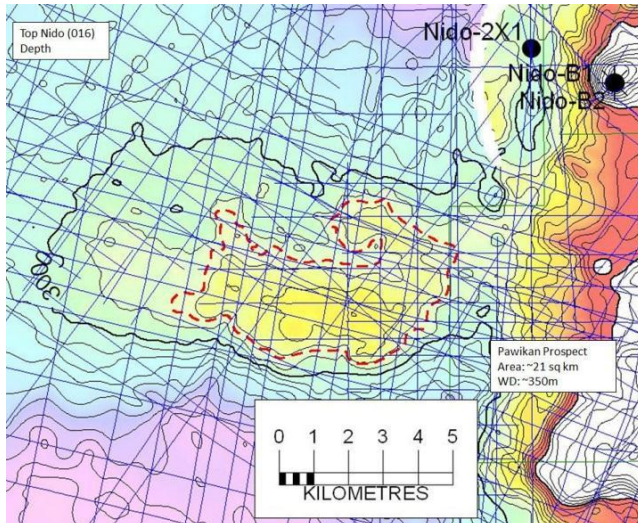 Top Nido (016)
Depth
Nido-2X1
Nido-B1
Nido-B2
3000
Pawikan Prospect
Area: ~21 sq km
WD: ~350m
0 1 2 3 4 5
KILOMETRES